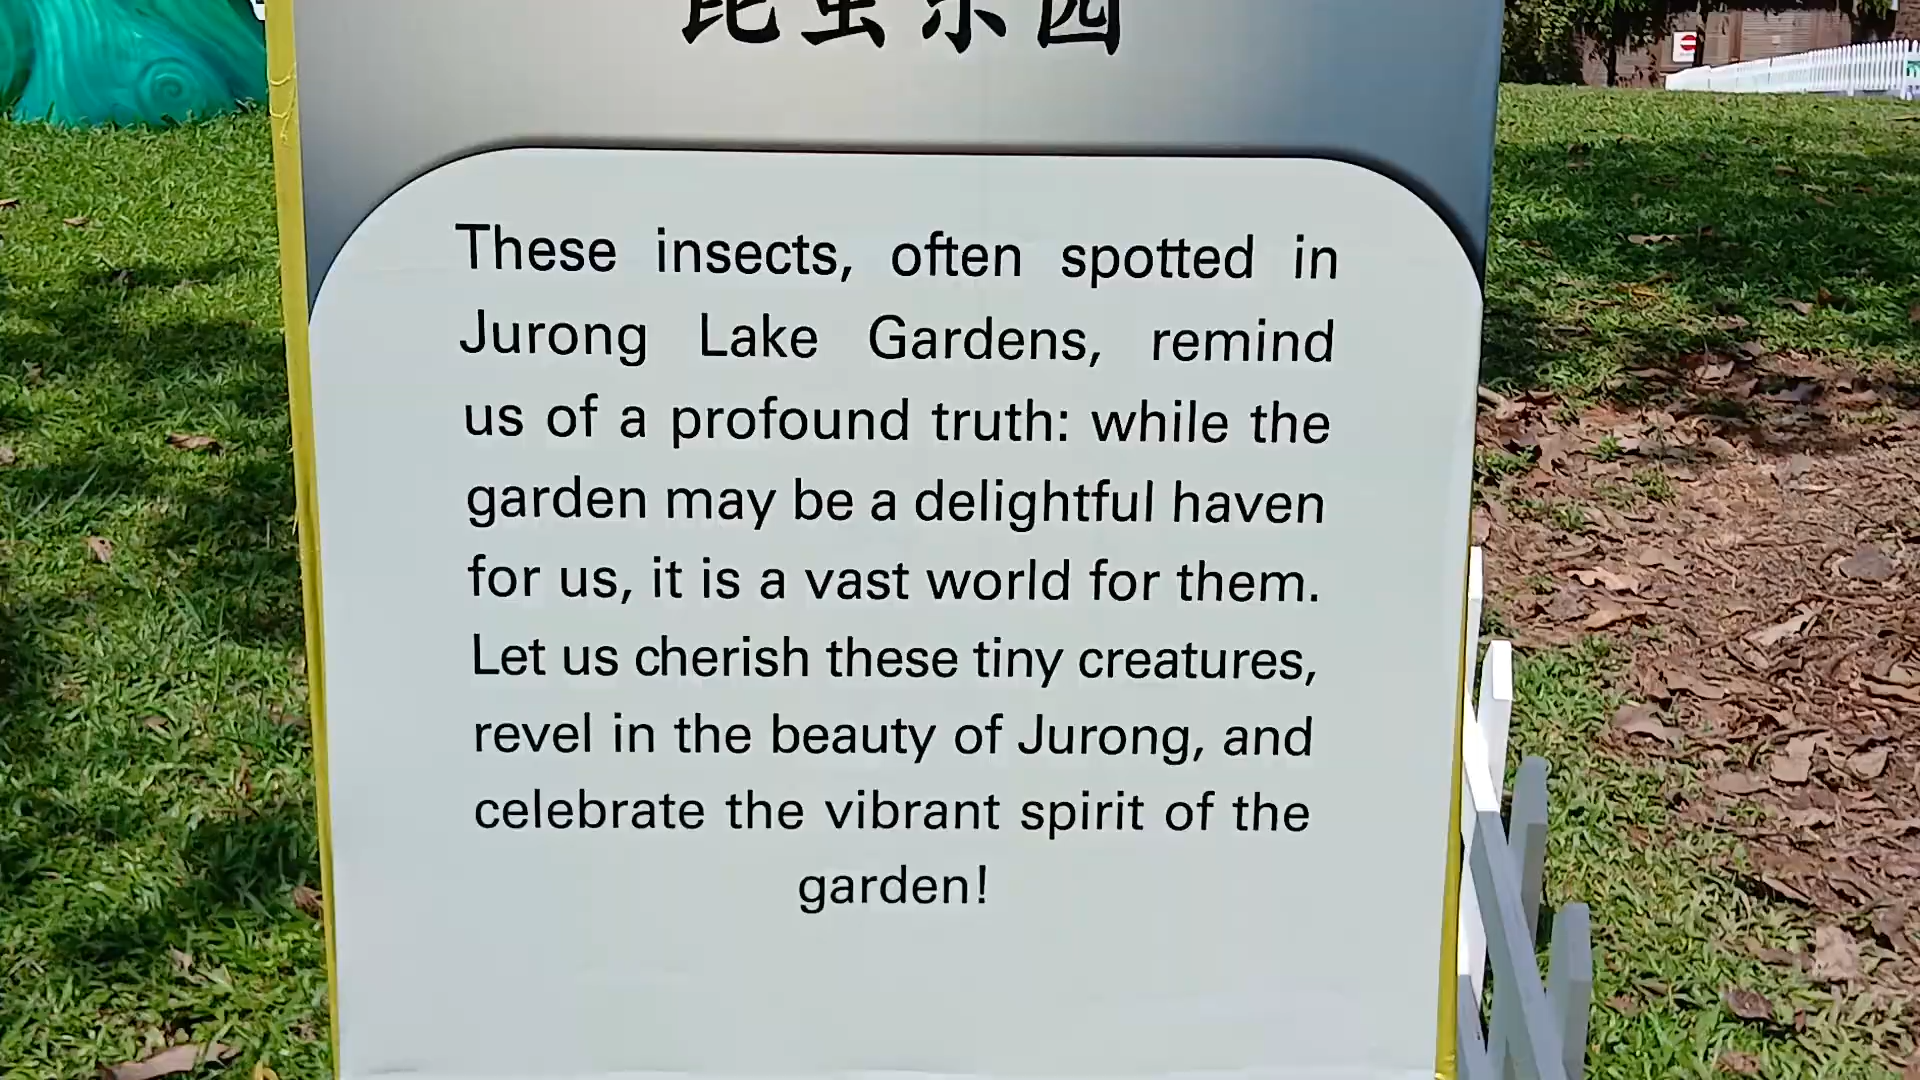 昆虫乐园
These insects, often spotted in
Jurong Lake Gardens, remind
us of a profound truth: while the
garden may be a delightful haven
for us, it is a vast world for them.
Let us cherish these tiny creatures,
revel in the beauty of Jurong, and
celebrate the vibrant spirit of the
garden!